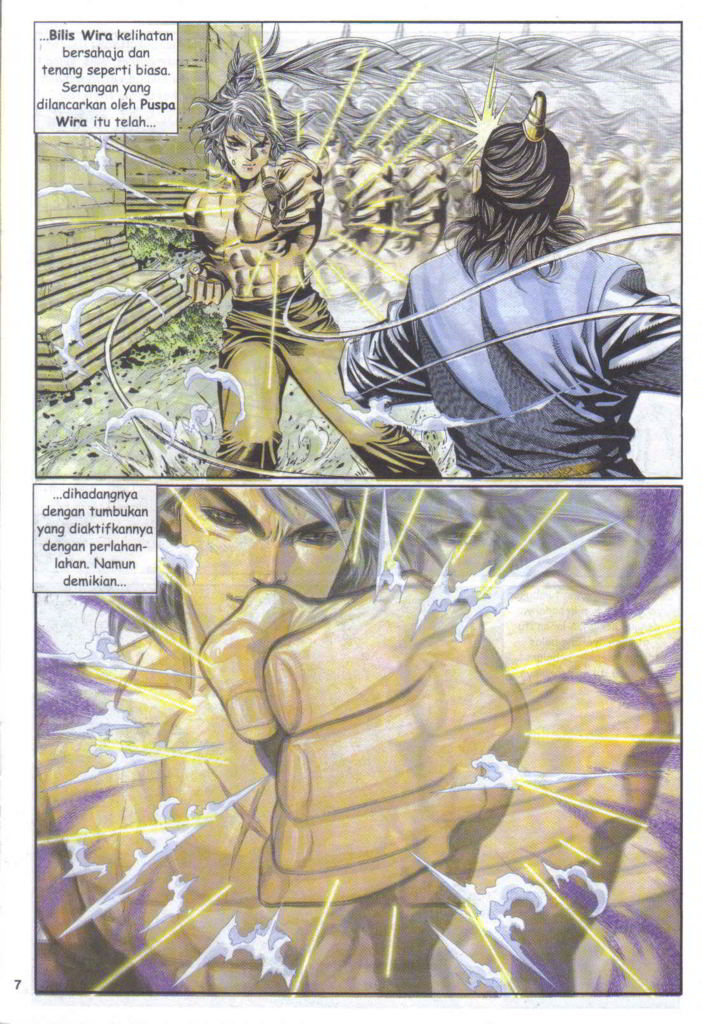 ...Bilis Wira kelihatan
bersahaja dan
tenang seperti biasa.
Serangan yang
dilancarkan oleh Puspa
Wira itu telah...
...dihadangnya
dengan tumbukan
yang diaktifkannya
dengan perlahan-
lahan. Namun
demikian...
7